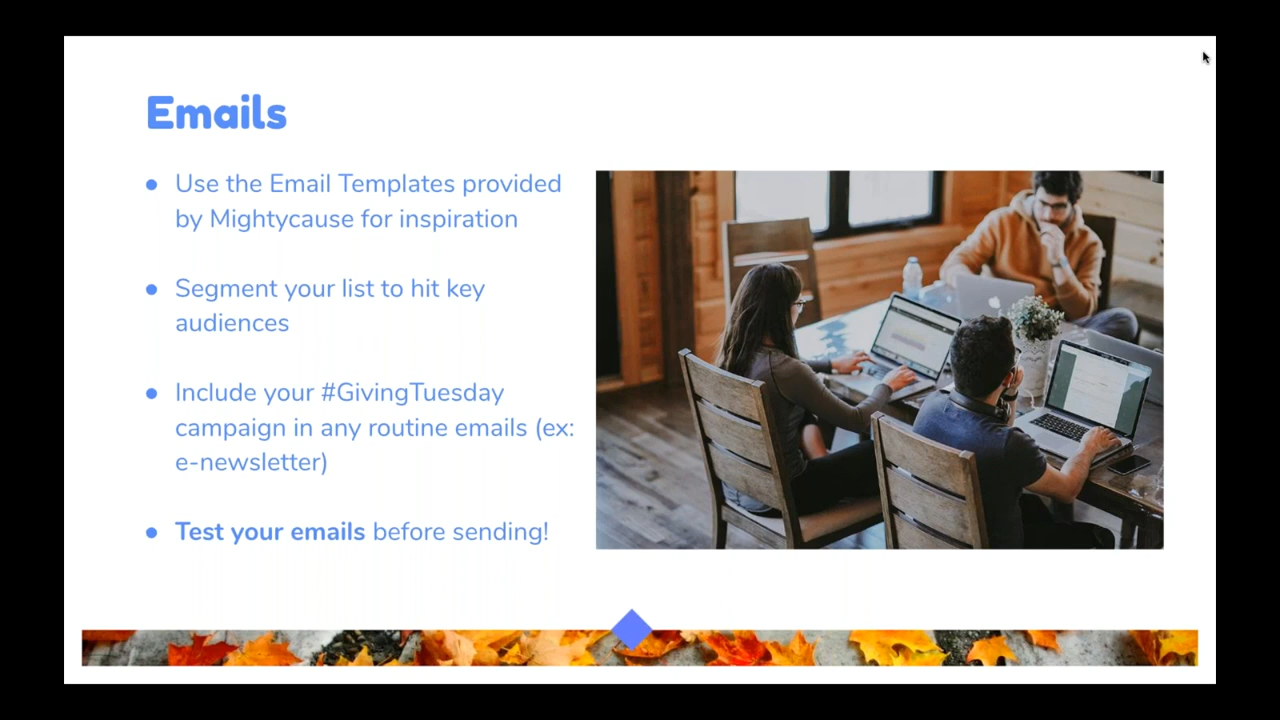 Emails
● Use the Email Templates provided
by Mightycause for inspiration
● Segment your list to hit key
audiences
● Include your #GivingTuesday
campaign in any routine emails (ex:
e-newsletter)
● Test your emails before sending!